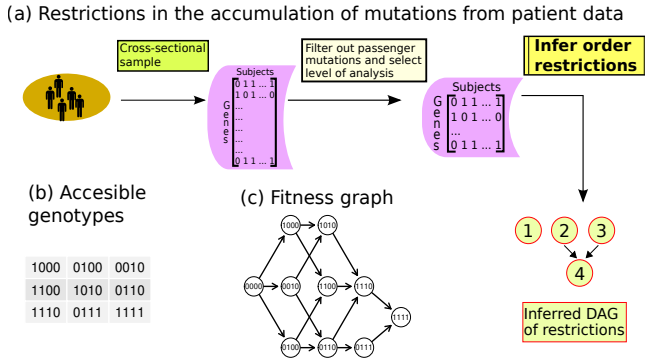 (a) Restrictions in the accumulation of mutations from patient data
Cross-sectional
sample
Filter out passenger
mutations and select
level of analysis
Infer order
restrictions
Subjects
Genes
0 1 1 ... 1
1 0 1 ... 0
...
...
...
...
0 1 1 ... 1
Subjects
Genes
0 1 1 ... 1
1 0 1 ... 0
...
0 1 1 ... 1
1 2 3
4
Inferred DAG
of restrictions
(b) Accesible
genotypes
1000 0100 0010
1100 1010 0110
1110 0111 1111
(c) Fitness graph
1000 1010
0000 0010 1100 1110
1111
0100 0110 0111